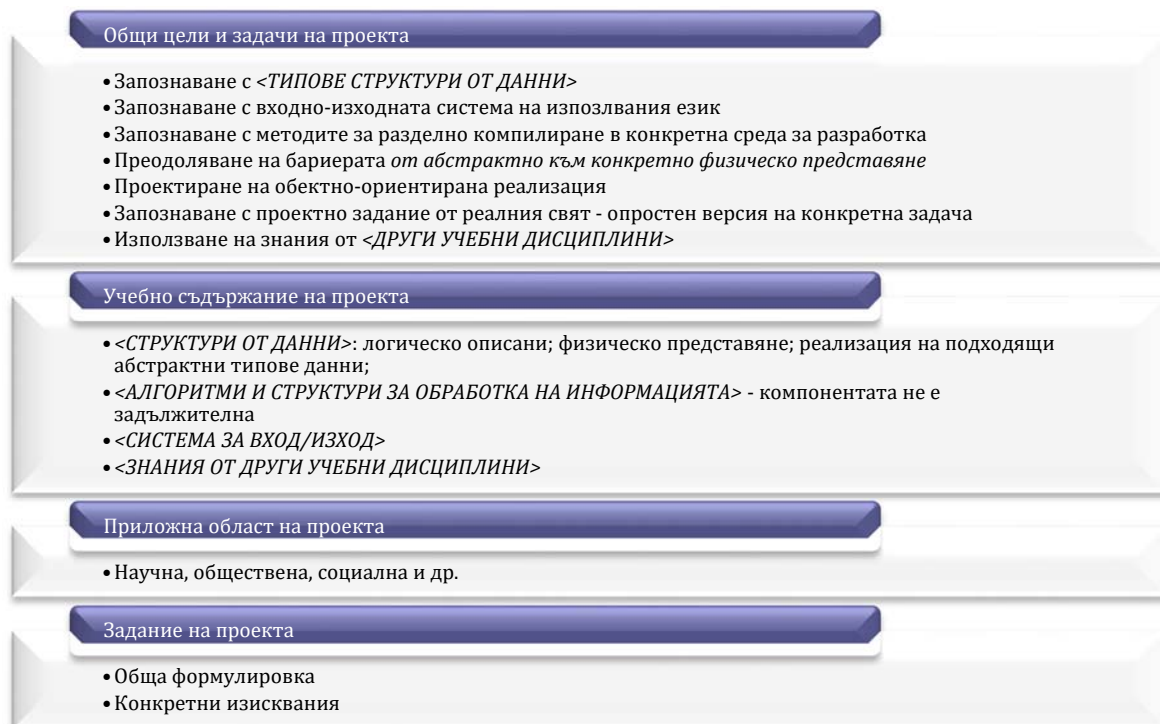 Общи цели и задачи на проекта
•Запознаване с <ТИПОВЕ СТРУКТУРИ ОТ ДАННИ>
•Запознаване с входно-изходната система на изпозлвания език
•Запознаване с методите за разделно компилиране в конкретна среда за разработка
•Преодоляване на бариерата от абстрактно към конкретно физическо представяне
•Проектиране на обектно-ориентирана реализация
•Запознаване с проектно задание от реалния свят - опростен версия на конкретна задача
•Използване на знания от <ДРУГИ УЧЕБНИ ДИСЦИПЛИНИ>
Учебно съдържание на проекта
•<СТРУКТУРИ ОТ ДАННИ>: логическо описани; физическо представяне; реализация на подходящи
абстрактни типове данни;
•<АЛГОРИТМИ И СТРУКТУРИ ЗА ОБРАБОТКА НА ИНФОРМАЦИЯТА> - компонентата не е
задължителна
•<СИСТЕМА ЗА ВХОД/ИЗХОД>
•<ЗНАНИЯ ОТ ДРУГИ УЧЕБНИ ДИСЦИПЛИНИ>
Приложна област на проекта
•Научна, обществена, социална и др.
Задание на проекта
•Обща формулировка
•Конкретни изисквания